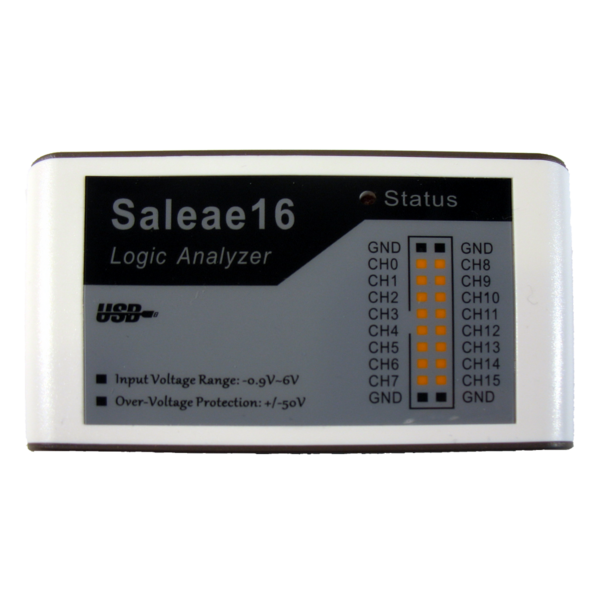 Saleae16
Logic Analyzer
Status
USB
GND GND
CH0 CH8
CH1 CH9
CH2 CH10
CH3 CH11
CH4 CH12
CH5 CH13
CH6 CH14
CH7 CH15
GND GND
Input Voltage Range: -0.9V~6V
Over-Voltage Protection: +/-50V